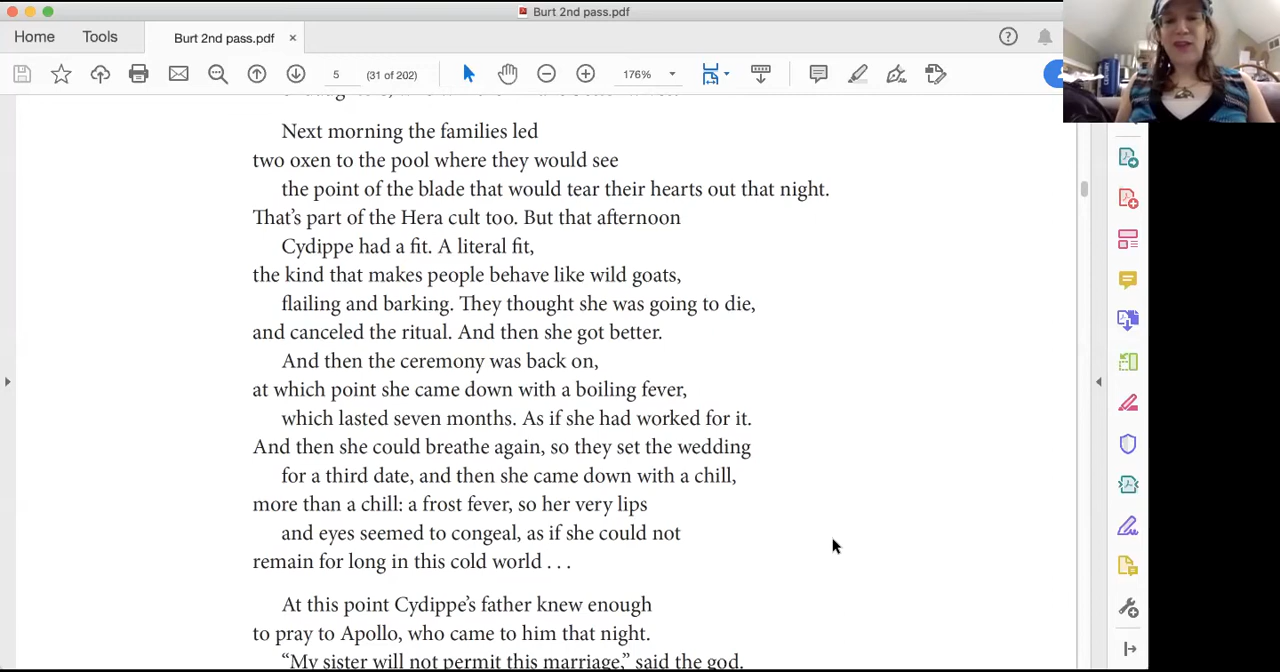 Burt 2nd pass.pdf
Home
Tools
Burt 2nd pass.pdf
5
(31 of 202)
176%
Next morning the families led
two oxen to the pool where they would see
the point of the blade that would tear their hearts out that night.
That’s part of the Hera cult too. But that afternoon
Cydippe had a fit. A literal fit,
the kind that makes people behave like wild goats,
flailing and barking. They thought she was going to die,
and canceled the ritual. And then she got better.
And then the ceremony was back on,
at which point she came down with a boiling fever,
which lasted seven months. As if she had worked for it.
And then she could breathe again, so they set the wedding
for a third date, and then she came down with a chill,
more than a chill: a frost fever, so her very lips
and eyes seemed to congeal, as if she could not
remain for long in this cold world . . .
At this point Cydippe’s father knew enough
to pray to Apollo, who came to him that night.
“My sister will not permit this marriage,” said the god.